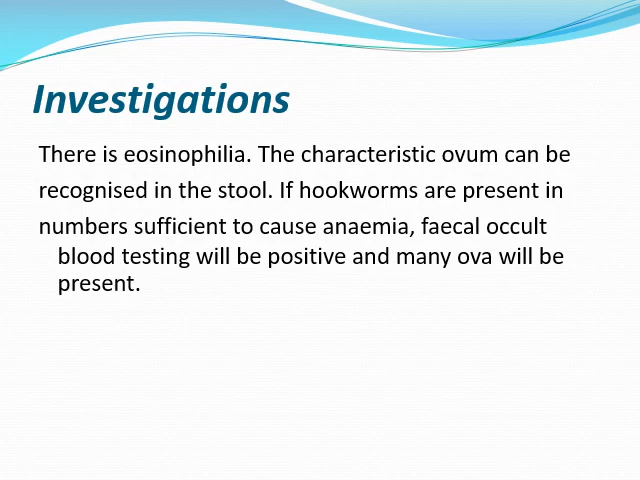 Investigations
There is eosinophilia. The characteristic ovum can be
recognised in the stool. If hookworms are present in
numbers sufficient to cause anaemia, faecal occult
blood testing will be positive and many ova will be
present.